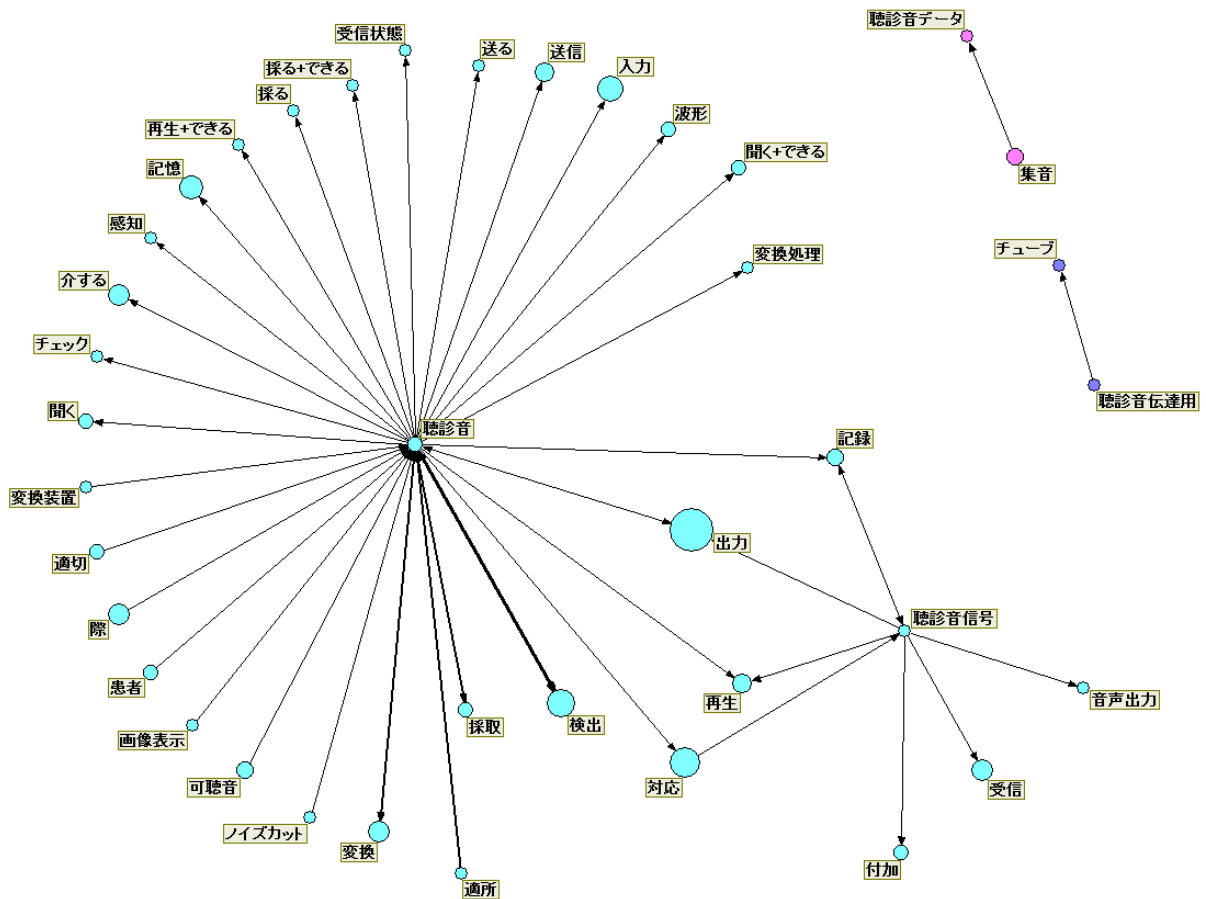 聴診音データ
受信状態
送る
送信
採る+できる
入力
採る
波形
再生+できる
聞く+できる
記憶
集音
感知
チューブ
変換処理
介する
チェック
聴診音伝達用
聞く
聴診音
記録
変換装置
出力
適切
聴診音信号
際
患者
再生
音声出力
採取
検出
画像表示
可聴音
対応
受信
ノイズカット
変換
付加
適所